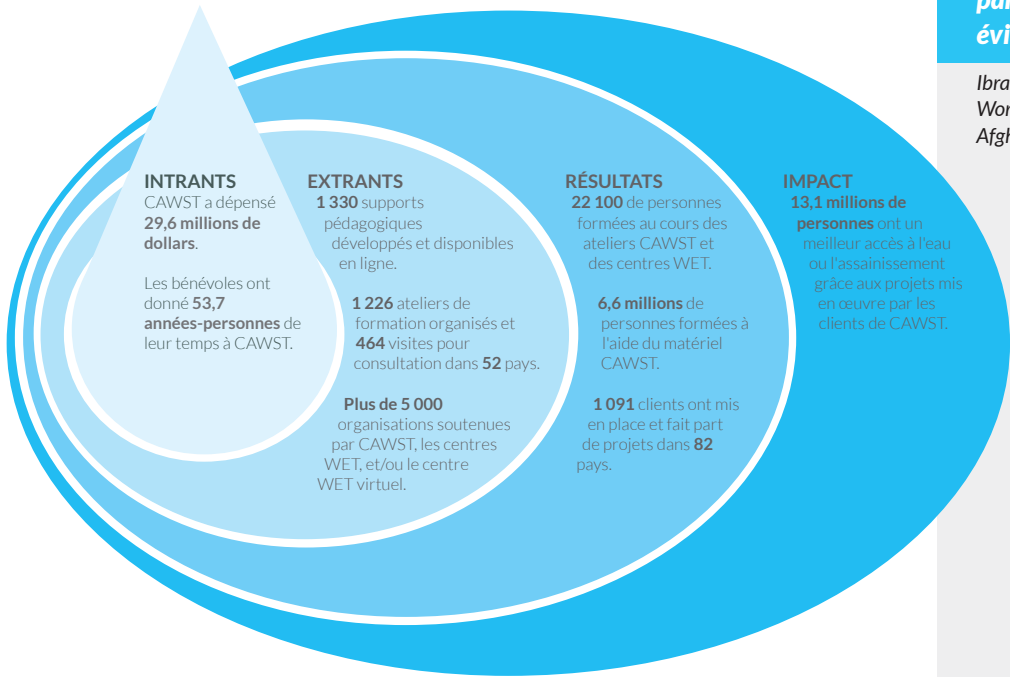 INTRANTS
CAWST a dépensé
29,6 millions de
dollars.
Les bénévoles ont
donné 53,7
années-personnes de
leur temps à CAWST.
EXTRANTS
1 330 supports
pédagogiques
développés et disponibles
en ligne.
1 226 ateliers de
formation organisés et
464 visites pour
consultation dans 52 pays.
Plus de 5 000
organisations soutenues
par CAWST, les centres
WET, et/ou le centre
WET virtuel.
RÉSULTATS
22 100 de personnes
formées au cours des
ateliers CAWST et
des centres WET.
6,6 millions de
personnes formées à
l'aide du matériel
CAWST.
1 091 clients ont mis
en place et fait part
de projets dans 82
pays.
IMPACT
13,1 millions de
personnes ont un
meilleur accès à l'eau
ou l'assainissement
grâce aux projets mis
en œuvre par les
clients de CAWST.